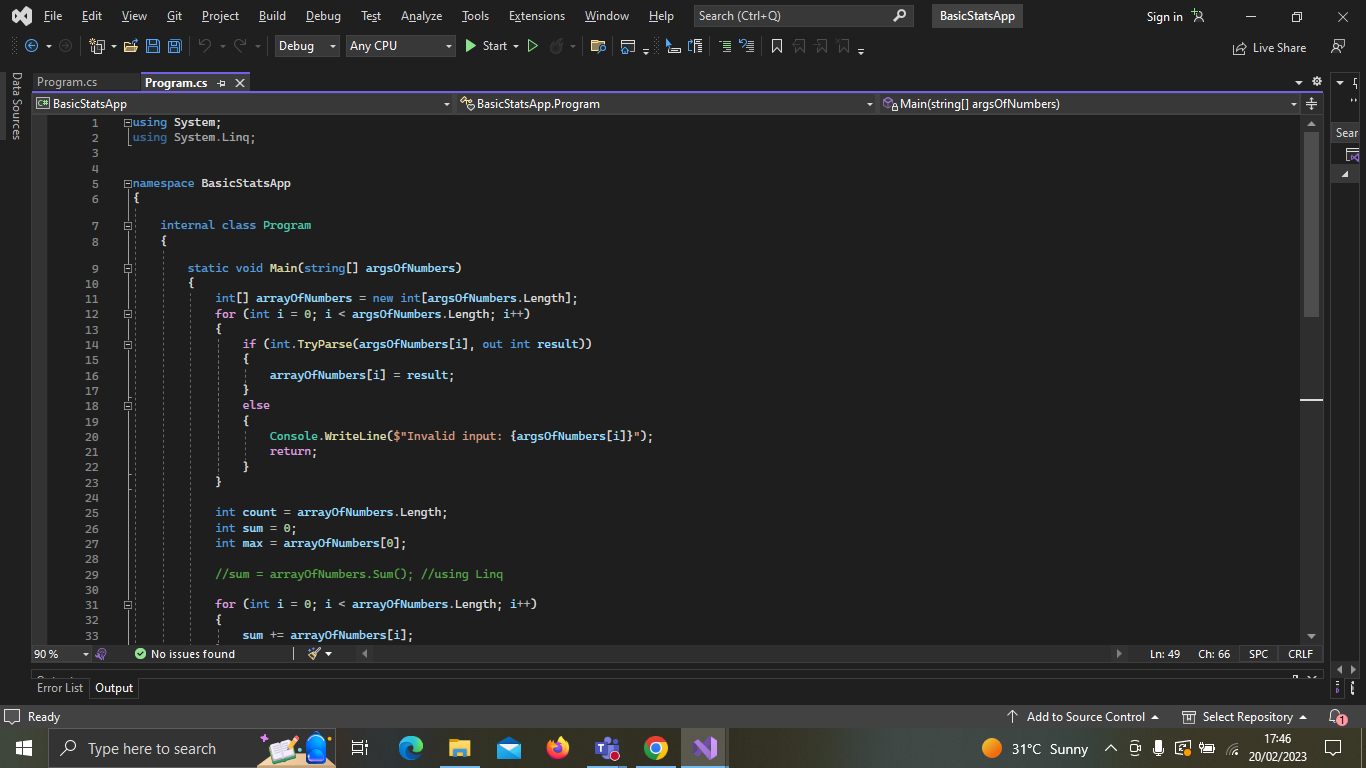 File Edit View Git Project Build Debug Test Analyze Tools Extensions Window Help Search (Ctrl+Q) BasicStatsApp Sign in
Debug Any CPU Start Live Share
Data Sources
Program.cs Program.cs
BasicStatsApp BasicStatsApp.Program Main(string[] argsOfNumbers)
1 using System;
2 using System.Linq;
3
4
5 namespace BasicStatsApp
6 {
7 internal class Program
8 {
9 static void Main(string[] argsOfNumbers)
10 {
11 int[] arrayOfNumbers = new int[argsOfNumbers.Length];
12 for (int i = 0; i < argsOfNumbers.Length; i++)
13 {
14 if (int.TryParse(argsOfNumbers[i], out int result))
15 {
16 arrayOfNumbers[i] = result;
17 }
18 else
19 {
20 Console.WriteLine($"Invalid input: {argsOfNumbers[i]}");
21 return;
22 }
23 }
24
25 int count = arrayOfNumbers.Length;
26 int sum = 0;
27 int max = arrayOfNumbers[0];
28
29 //sum = arrayOfNumbers.Sum(); //using Linq
30
31 for (int i = 0; i < arrayOfNumbers.Length; i++)
32 {
33 sum += arrayOfNumbers[i];
Sear
90 % No issues found Ln: 49 Ch: 66 SPC CRLF
Error List Output
Ready Add to Source Control Select Repository 1
Type here to search 31°C Sunny 17:46
20/02/2023